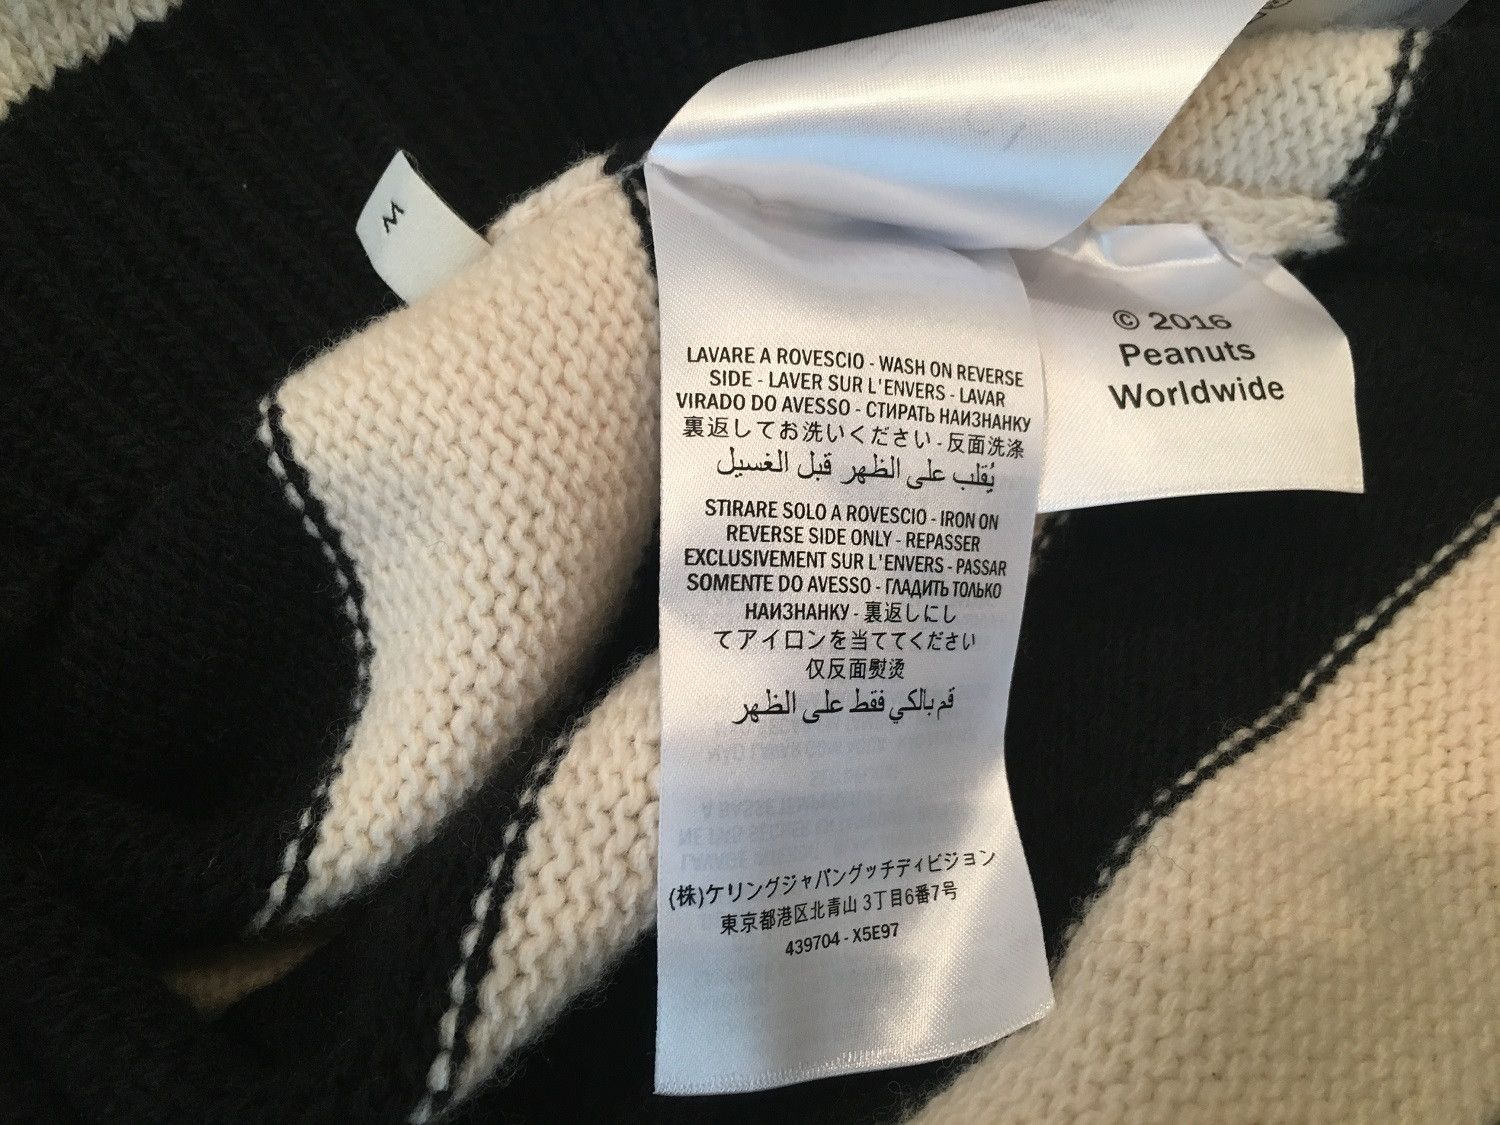 M
© 2016
Peanuts
Worldwide
LAVARE A ROVESCIO - WASH ON REVERSE
SIDE - LAVER SUR L'ENVERS - LAVAR
VIRADO DO AVESSO - СТИРАТЬ НАИЗНАНКУ
裏返してお洗いください - 反面洗涤
يُقلب على الظهر قبل الغسيل
STIRARE SOLO A ROVESCIO - IRON ON
REVERSE SIDE ONLY - REPASSER
EXCLUSIVEMENT SUR L'ENVERS - PASSAR
SOMENTE DO AVESSO - ГЛАДИТЬ ТОЛЬКО
НАИЗНАНКУ - 裏返しにし
てアイロンを当ててください
仅反面熨烫
قم بالكي فقط على الظهر
(株)ケリングジャパングッチディビジョン
東京都港区北青山 3丁目6番7号
439704 - X5E97